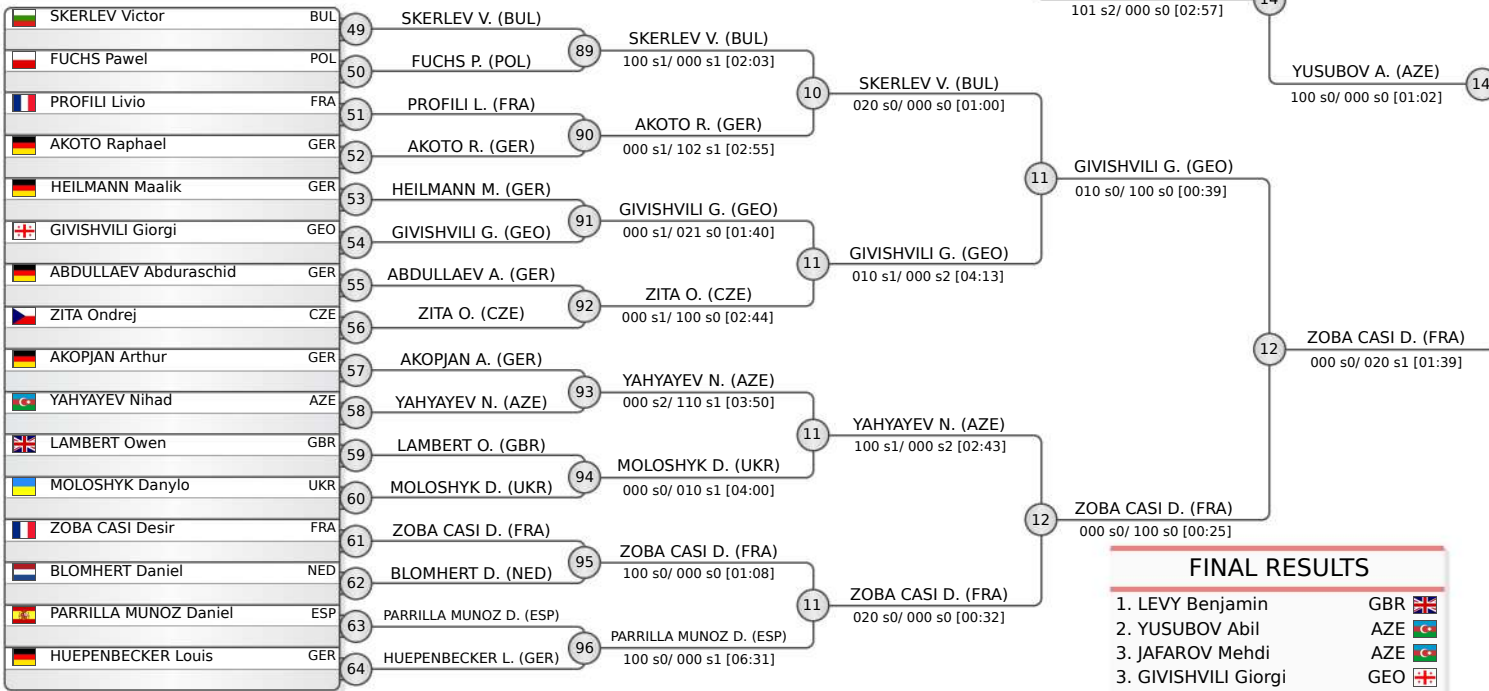 SKERLEV Victor BUL
FUCHS Pawel POL
PROFILI Livio FRA
AKOTO Raphael GER
HEILMANN Maalik GER
GIVISHVILI Giorgi GEO
ABDULLAEV Abduraschid GER
ZITA Ondrej CZE
AKOPJAN Arthur GER
YAHYAYEV Nihad AZE
LAMBERT Owen GBR
MOLOSHYK Danylo UKR
ZOBA CASI Desir FRA
BLOMHERT Daniel NED
PARRILLA MUNOZ Daniel ESP
HUEPENBECKER Louis GER
49
50
51
52
53
54
55
56
57
58
59
60
61
62
63
64
SKERLEV V. (BUL)
FUCHS P. (POL)
PROFILI L. (FRA)
AKOTO R. (GER)
HEILMANN M. (GER)
GIVISHVILI G. (GEO)
ABDULLAEV A. (GER)
ZITA O. (CZE)
AKOPJAN A. (GER)
YAHYAYEV N. (AZE)
LAMBERT O. (GBR)
MOLOSHYK D. (UKR)
ZOBA CASI D. (FRA)
BLOMHERT D. (NED)
PARRILLA MUNOZ D. (ESP)
HUEPENBECKER L. (GER)
89
90
91
92
93
94
95
96
SKERLEV V. (BUL)
100 s1/ 000 s1 [02:03]
AKOTO R. (GER)
000 s1/ 102 s1 [02:55]
GIVISHVILI G. (GEO)
000 s1/ 021 s0 [01:40]
ZITA O. (CZE)
000 s1/ 100 s0 [02:44]
YAHYAYEV N. (AZE)
000 s2/ 110 s1 [03:50]
MOLOSHYK D. (UKR)
000 s0/ 010 s1 [04:00]
ZOBA CASI D. (FRA)
100 s0/ 000 s0 [01:08]
PARRILLA MUNOZ D. (ESP)
100 s0/ 000 s1 [06:31]
10
11
11
11
SKERLEV V. (BUL)
020 s0/ 000 s0 [01:00]
GIVISHVILI G. (GEO)
010 s1/ 000 s2 [04:13]
YAHYAYEV N. (AZE)
100 s1/ 000 s2 [02:43]
ZOBA CASI D. (FRA)
020 s0/ 000 s0 [00:32]
11
12
101 s2/ 000 s0 [02:57]
GIVISHVILI G. (GEO)
010 s0/ 100 s0 [00:39]
ZOBA CASI D. (FRA)
000 s0/ 100 s0 [00:25]
14
12
YUSUBOV A. (AZE)
100 s0/ 000 s0 [01:02]
14
ZOBA CASI D. (FRA)
000 s0/ 020 s1 [01:39]
FINAL RESULTS
1. LEVY Benjamin GBR
2. YUSUBOV Abil AZE
3. JAFAROV Mehdi AZE
3. GIVISHVILI Giorgi GEO